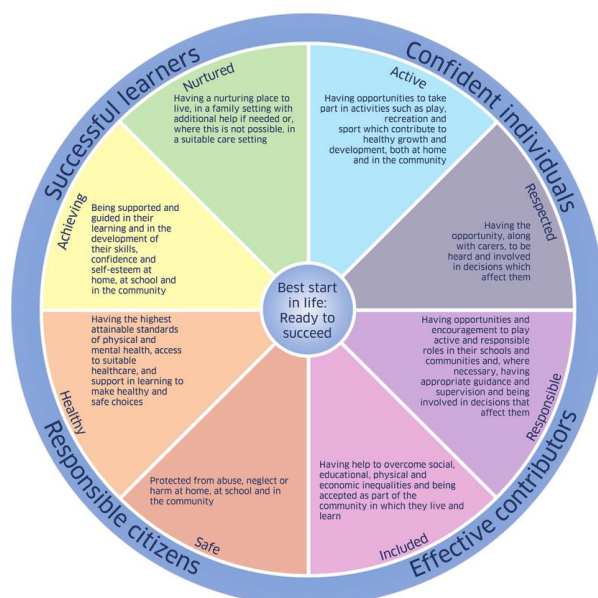 Successful learners
Confident individuals
Nurtured
Having a nurturing place to
live, in a family setting with
additional help if needed or,
where this is not possible, in
a suitable care setting
Active
Having opportunities to take
part in activities such as play,
recreation and
sport which contribute to
healthy growth and
development, both at home
and in the community
Achieving
Being supported and
guided in their
learning and in the
development of
their skills,
confidence and
self-esteem at
home, at school and
in the community
Respected
Having the
opportunity, along
with carers, to be
heard and involved
in decisions which
affect them
Best start
in life:
Ready to
succeed
Healthy
Having the highest
attainable standards
of physical and
mental health, access
to suitable
healthcare, and
support in learning to
make healthy and
safe choices
Responsible
Having opportunities and
encouragement to play
active and responsible
roles in their schools and
communities and, where
necessary, having
appropriate guidance and
supervision and being
involved in decisions that
affect them
Protected from abuse, neglect or
harm at home, at school and in
the community
Safe
Having help to overcome social,
educational, physical and
economic inequalities and being
accepted as part of the
community in which they live and
learn
Included
Responsible citizens
Effective contributors